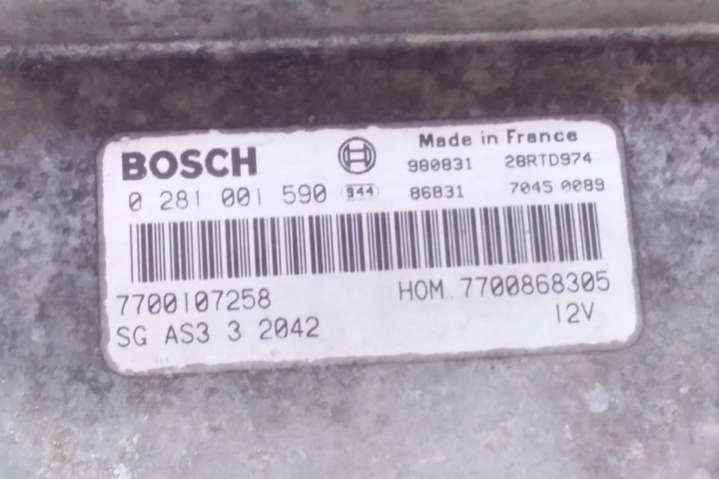 BOSCH Made in France
980831 28RTD974
0 281 001 590 944 86831 7045 0089
7700107258 HOM 7700868305
SG AS3 3 2042 12V